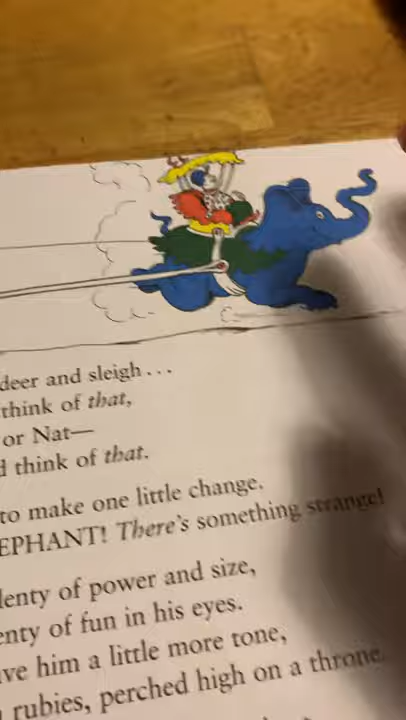 deer and sleigh...
think of that,
or Nat—
think of that.
to make one little change.
EPHANT! There's something strange!
lenty of power and size,
enty of fun in his eyes.
ve him a little more tone,
rubies, perched high on a throne.